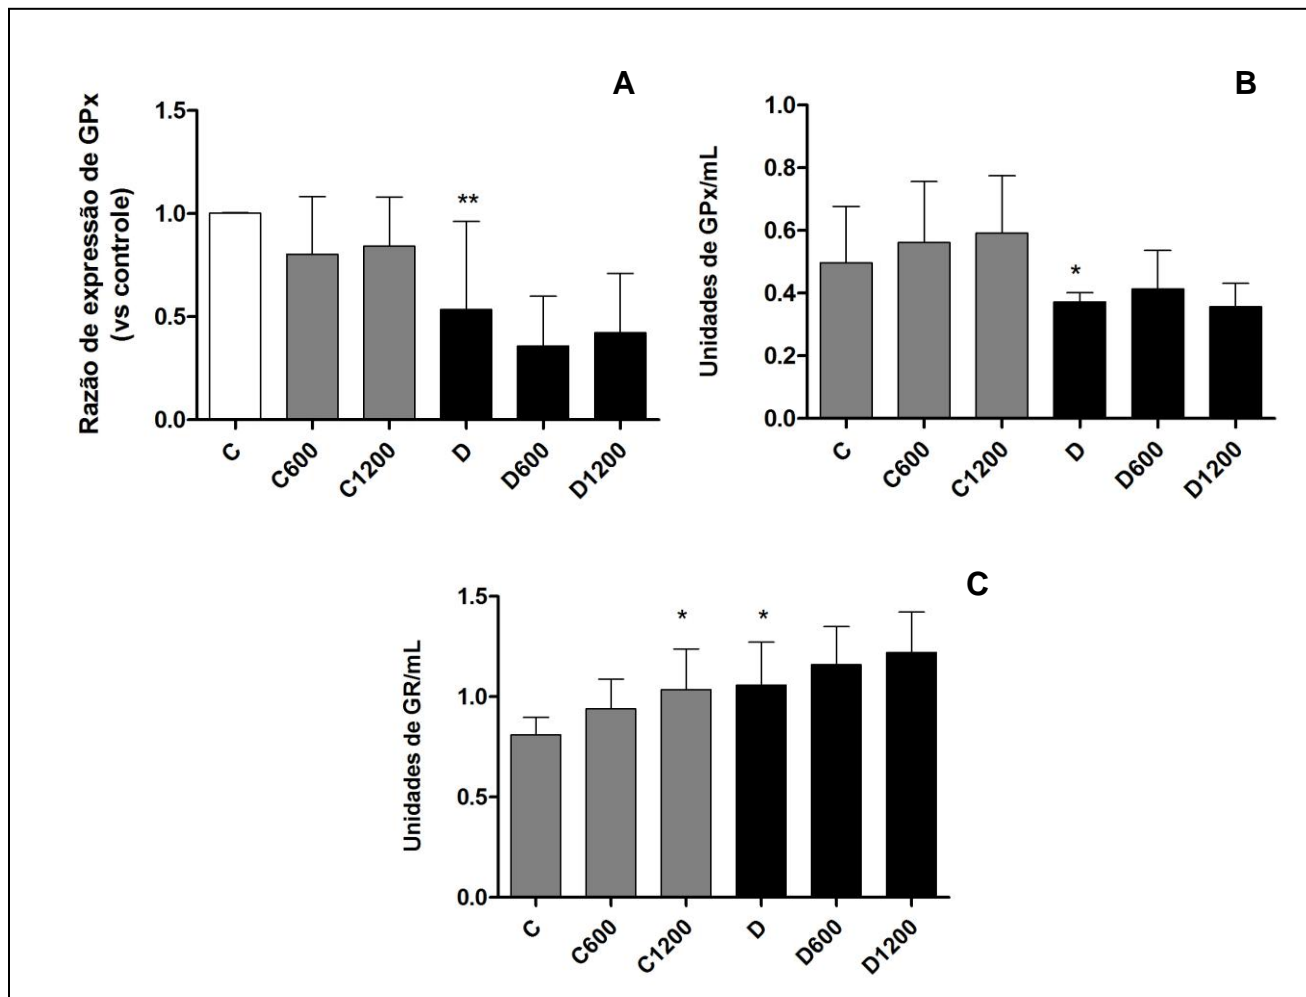 A
Razão de expressão de GPx
(vs controle)
1.5
1.0
0.5
0.0
**
C
C600
C1200
D
D600
D1200
B
Unidades de GPx/mL
1.0
0.8
0.6
0.4
0.2
0.0
*
C
C600
C1200
D
D600
D1200
C
Unidades de GR/mL
1.5
1.0
0.5
0.0
* *
C
C600
C1200
D
D600
D1200